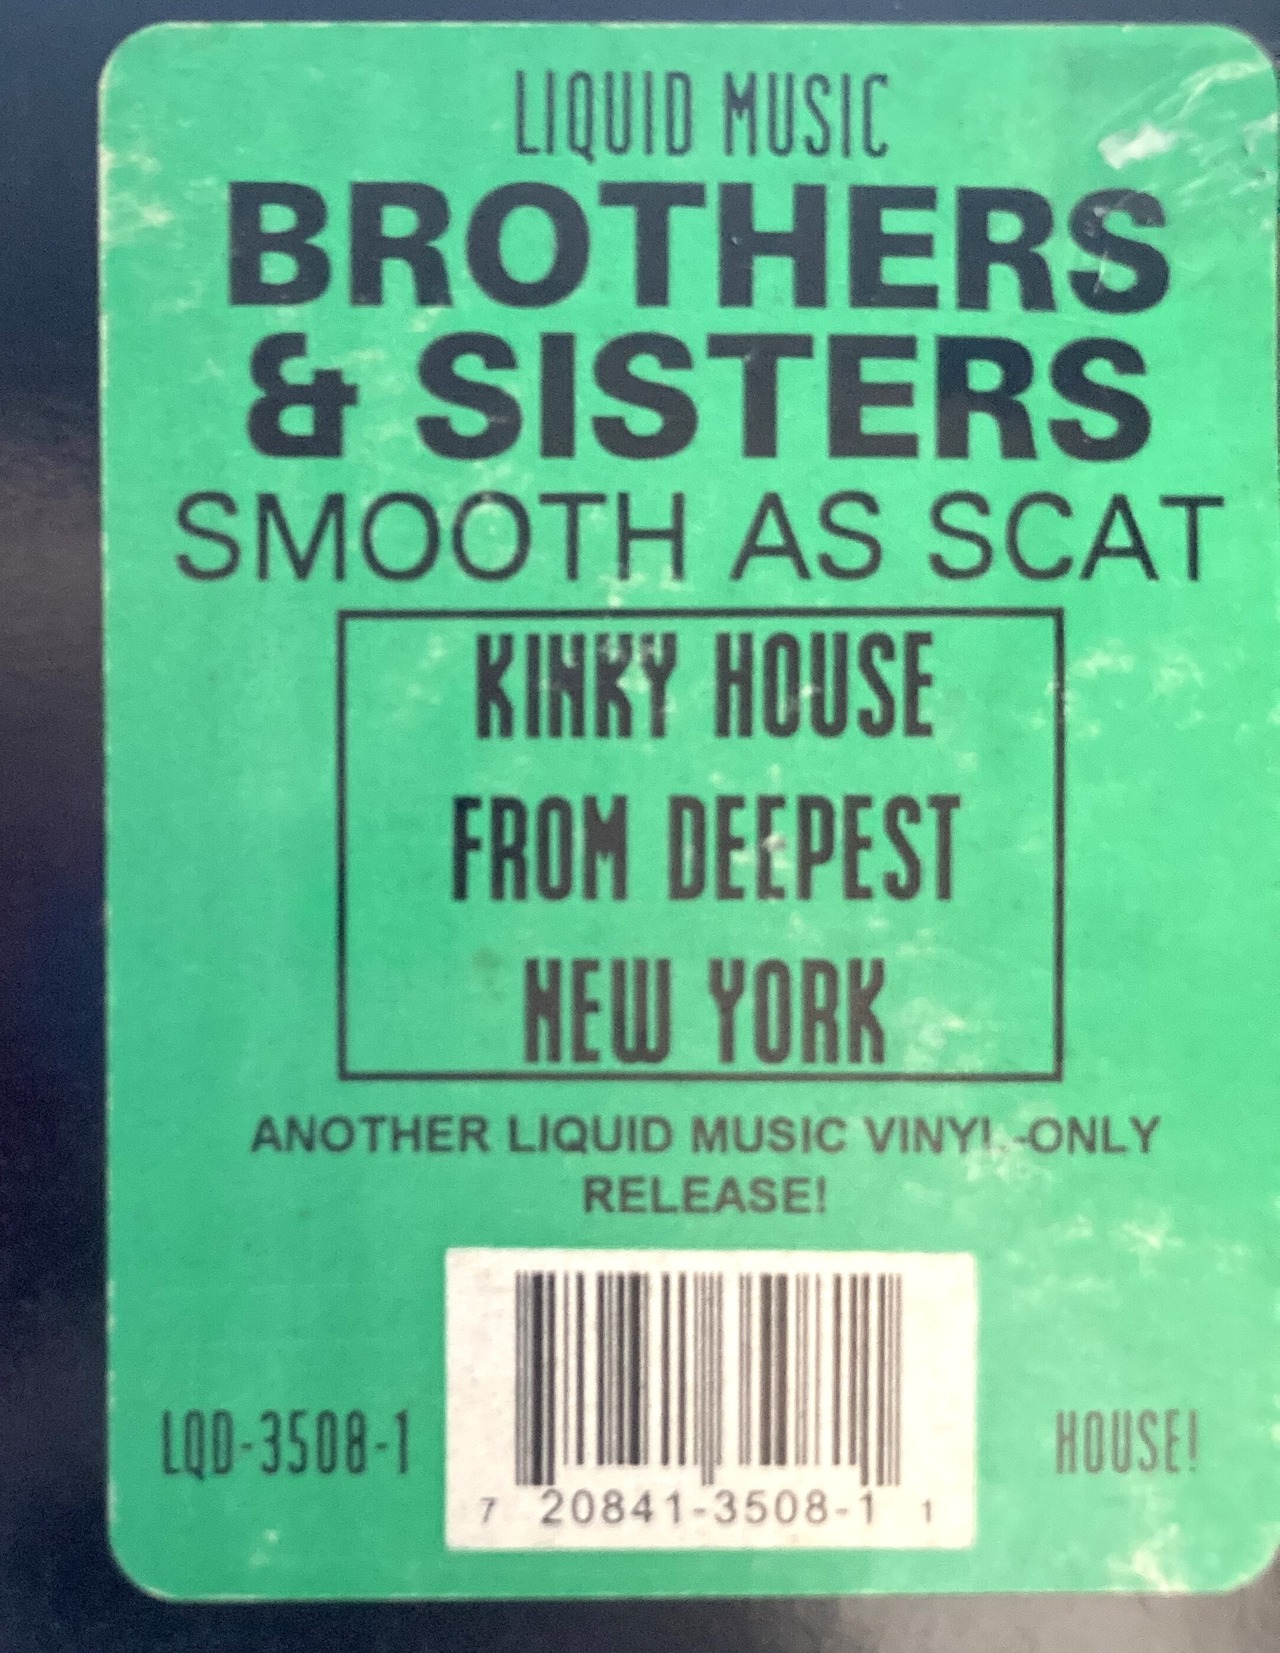 LIQUID MUSIC
BROTHERS
& SISTERS
SMOOTH AS SCAT
KINKY HOUSE
FROM DEEPEST
NEW YORK
ANOTHER LIQUID MUSIC VINYL-ONLY
RELEASE!
LQD-3508-1
HOUSE!
7 20841-3508-1 1